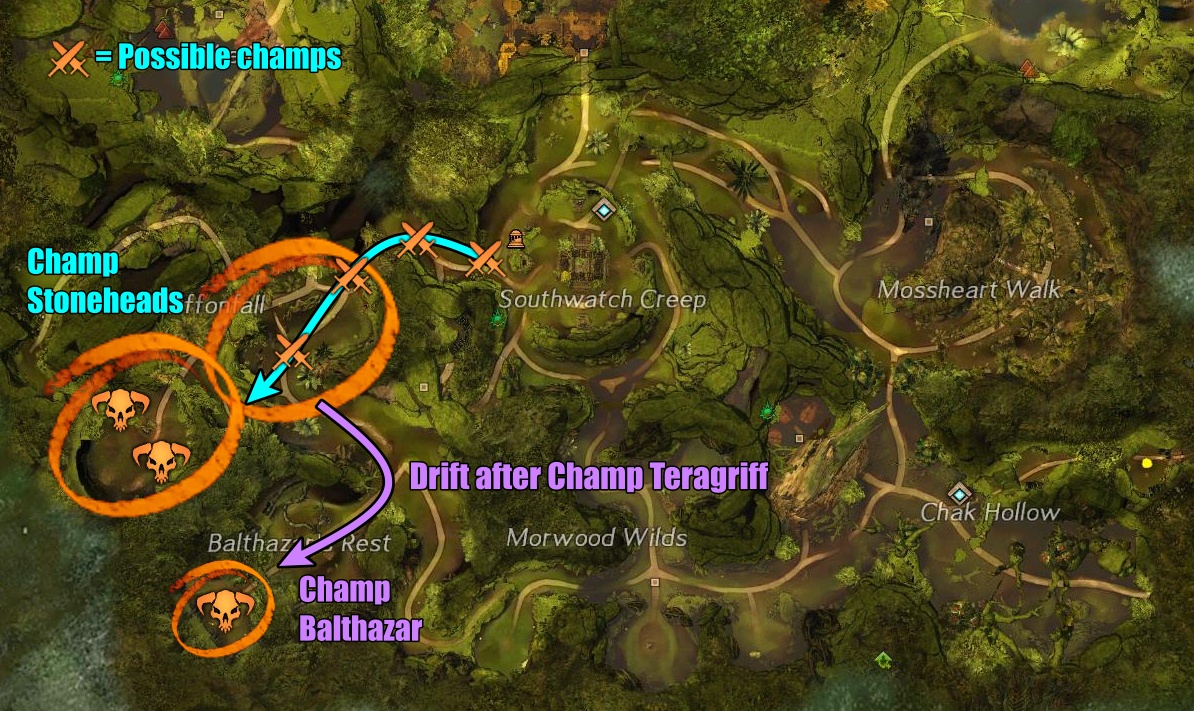 = Possible champs
Champ
Stoneheads
ffonfall
Southwatch Creep
Mossheart Walk
Drift after Champ Teragriff
Chak Hollow
Balthazar's Rest
Morwood Wilds
Champ
Balthazar